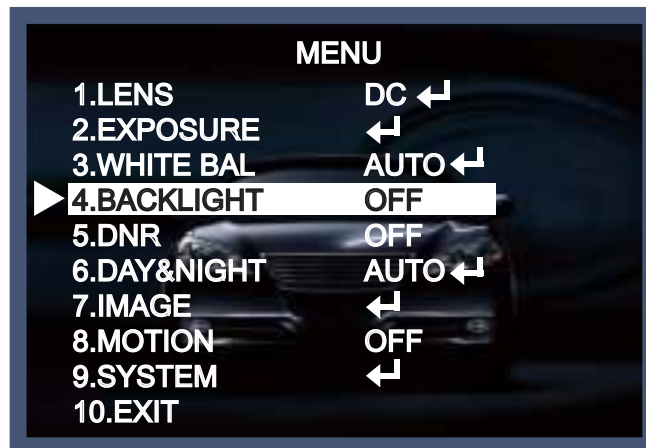 MENU
1.LENS DC ↵
2.EXPOSURE ↵
3.WHITE BAL AUTO ↵
4.BACKLIGHT OFF
5.DNR OFF
6.DAY&NIGHT AUTO ↵
7.IMAGE ↵
8.MOTION OFF
9.SYSTEM ↵
10.EXIT